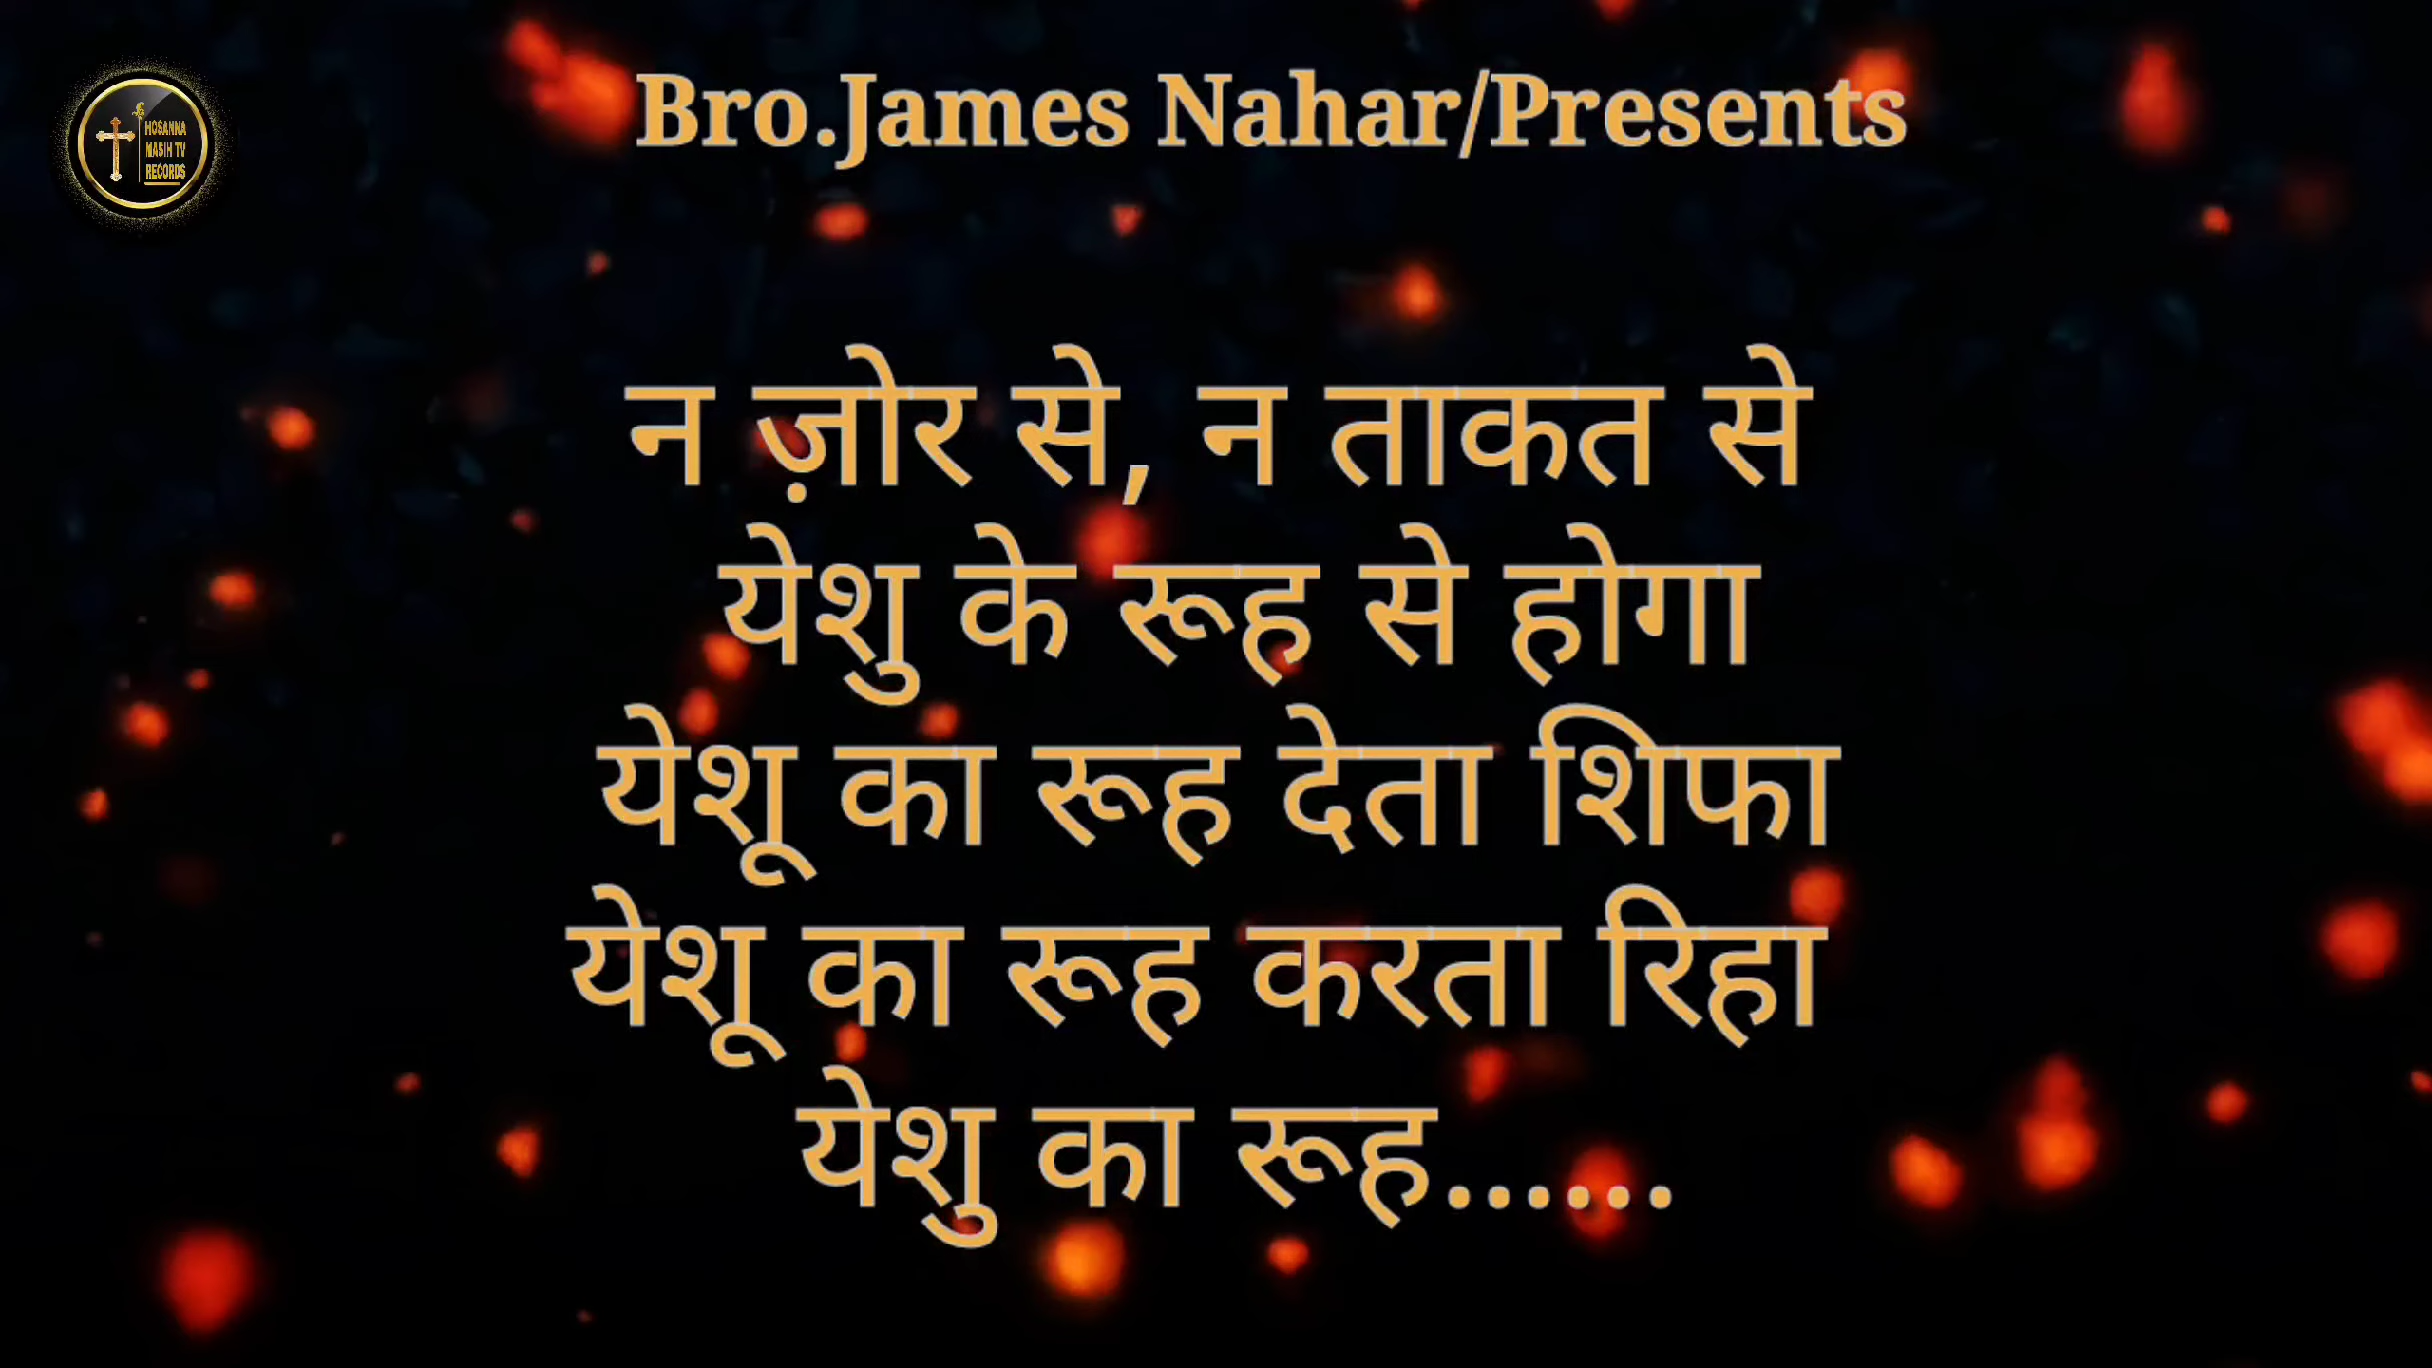 Bro.James Nahar/Presents
HOSANNA
MASIH TV
RECORDS
न ज़ोर से, न ताकत से
येशु के रूह से होगा
येशू का रूह देता शिफा
येशू का रूह करता रिहा
येशु का रूह......